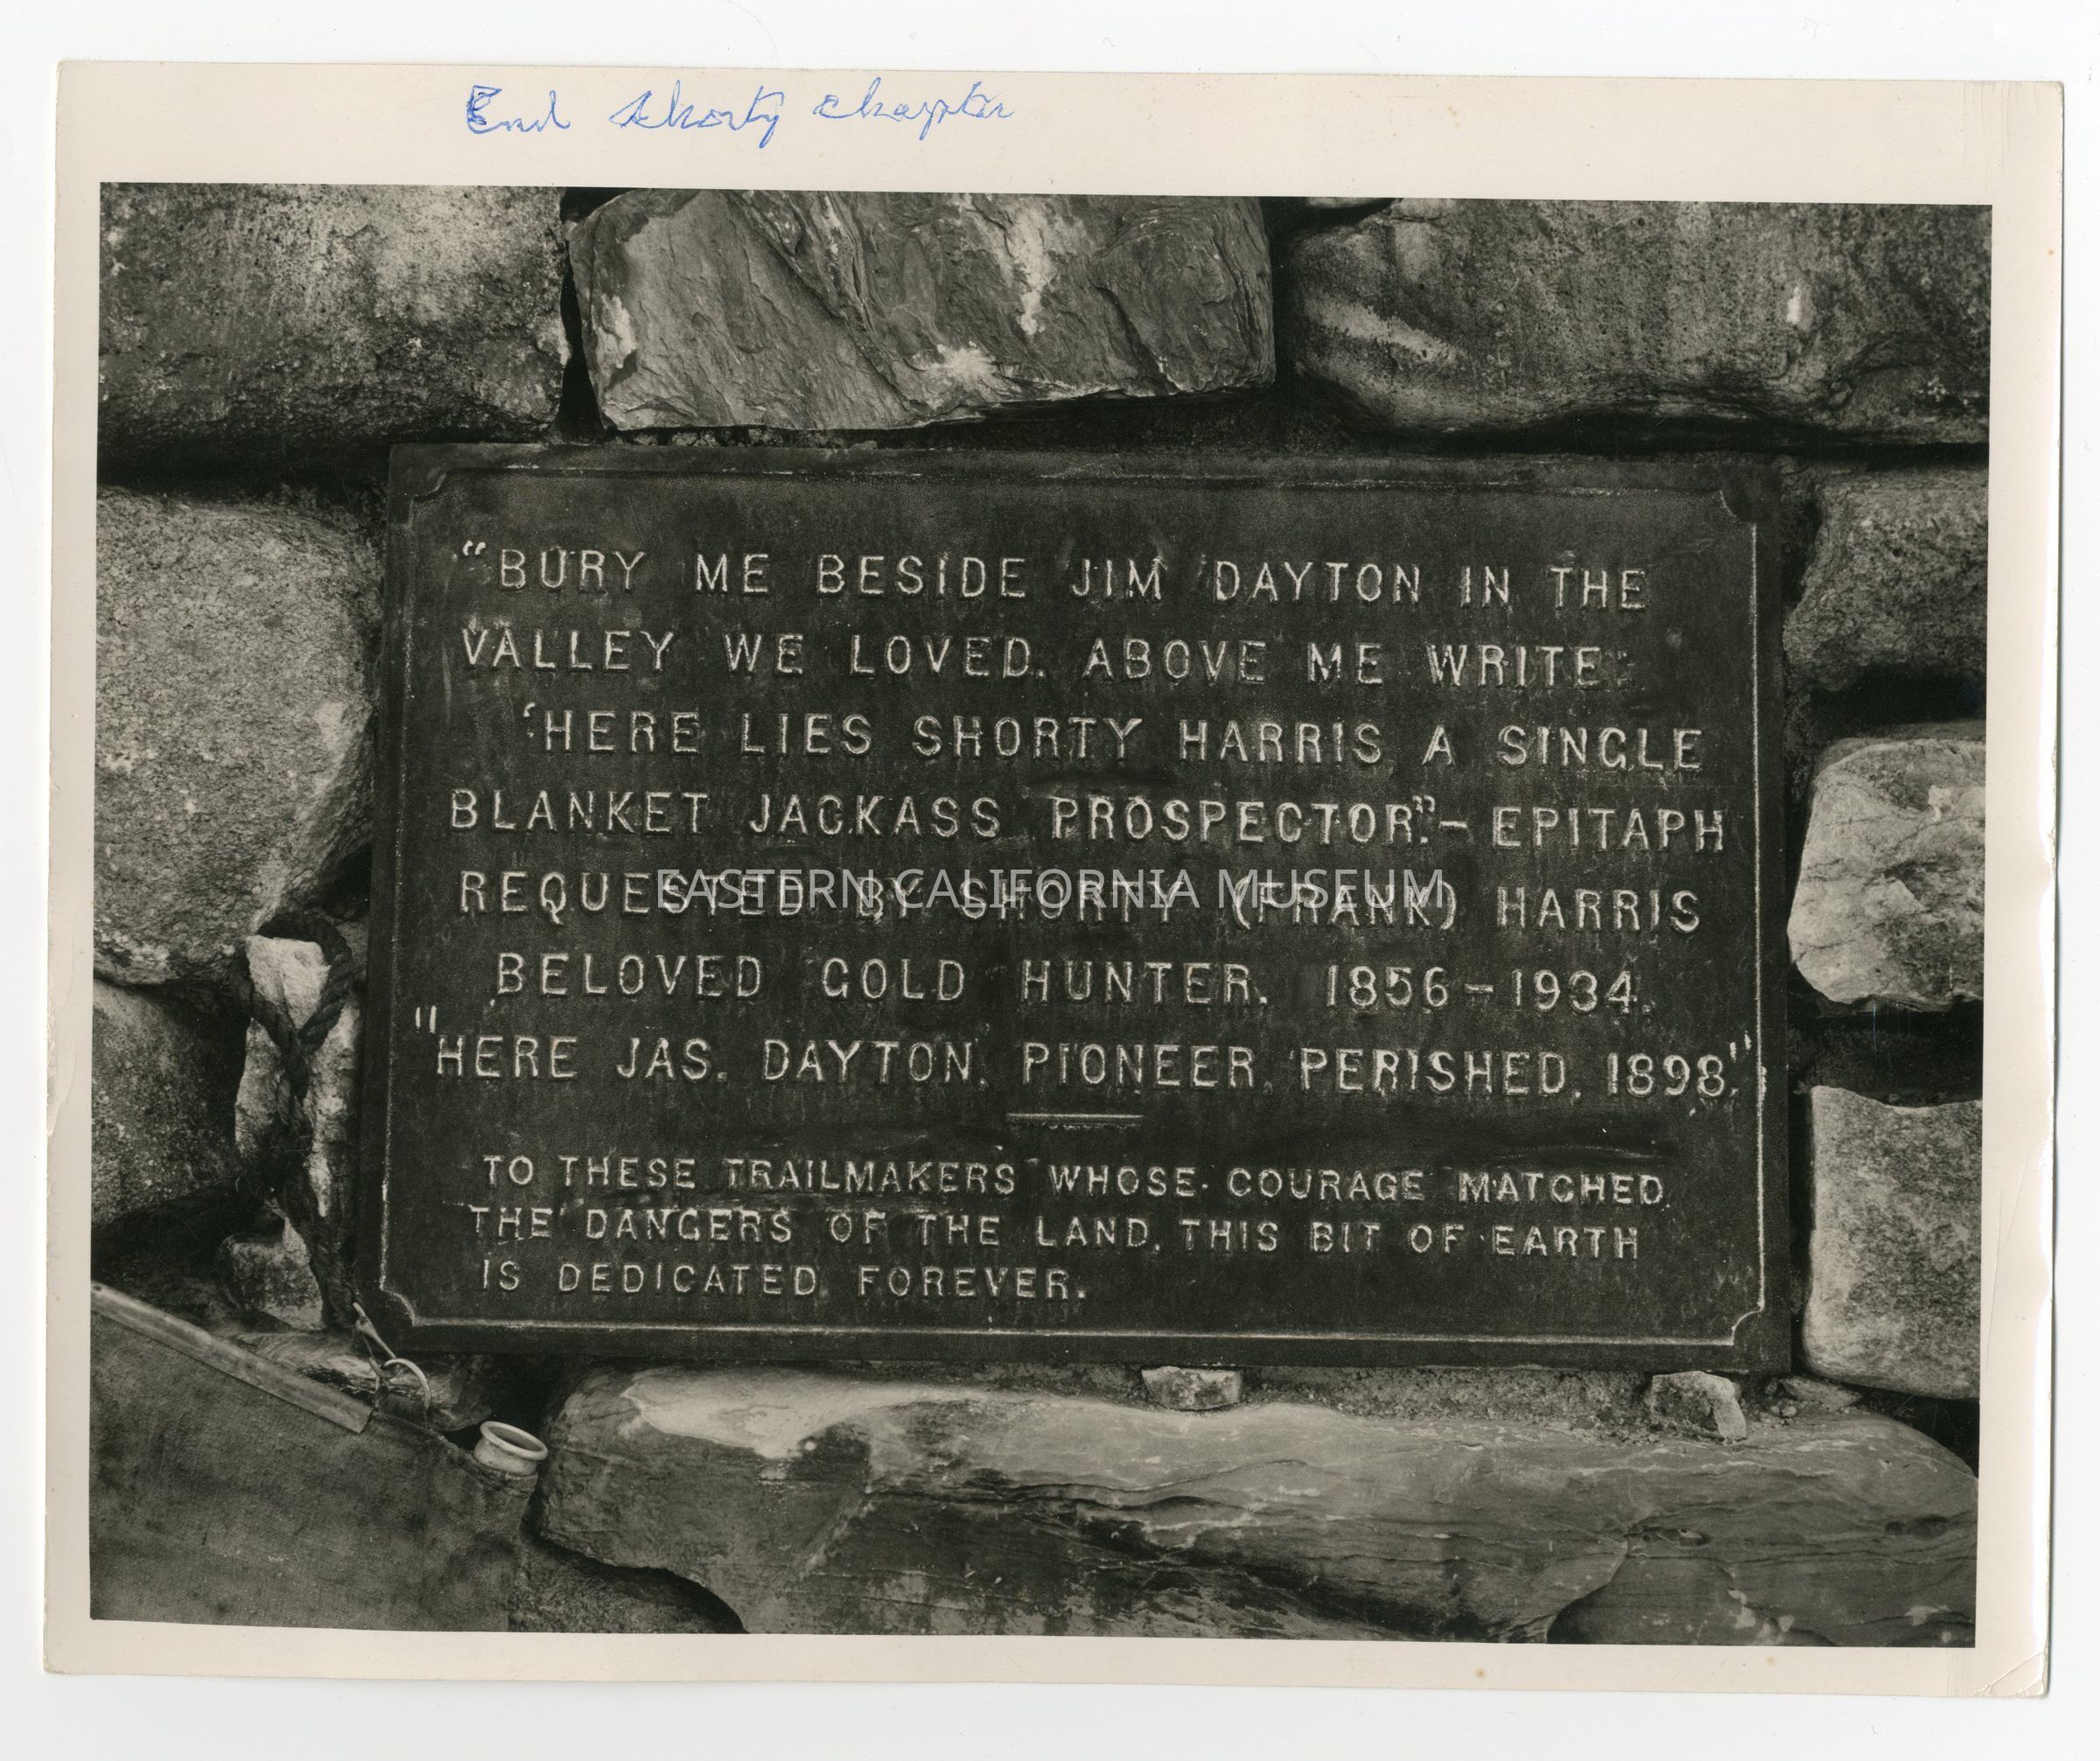 End Shorty chapter
"BURY ME BESIDE JIM DAYTON IN THE
VALLEY WE LOVED. ABOVE ME WRITE:
'HERE LIES SHORTY HARRIS A SINGLE
BLANKET JACKASS PROSPECTOR'."— EPITAPH
REQUESTED BY SHORTY (FRANK) HARRIS
EASTERN CALIFORNIA MUSEUM
BELOVED GOLD HUNTER. 1856–1934.
"HERE JAS. DAYTON, PIONEER, PERISHED, 1898."
TO THESE TRAILMAKERS WHOSE COURAGE MATCHED
THE DANGERS OF THE LAND, THIS BIT OF EARTH
IS DEDICATED FOREVER.